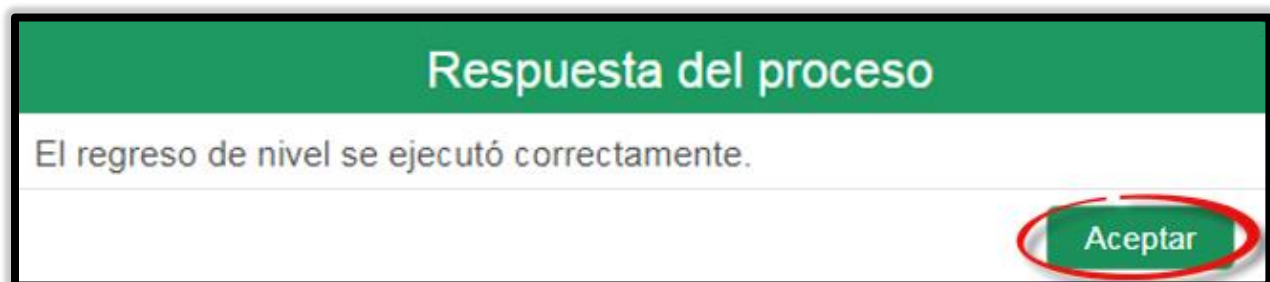 Respuesta del proceso
El regreso de nivel se ejecutó correctamente.
Aceptar